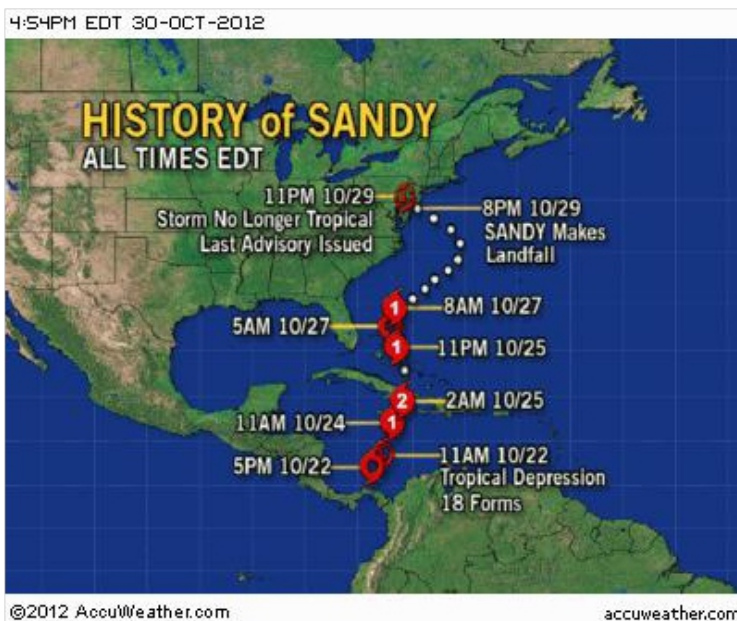 4:54PM EDT 30-OCT-2012
HISTORY of SANDY
ALL TIMES EDT
11PM 10/29
Storm No Longer Tropical
Last Advisory Issued
8PM 10/29
SANDY Makes
Landfall
1
8AM 10/27
5AM 10/27
1
11PM 10/25
2
2AM 10/25
11AM 10/24
1
5PM 10/22
11AM 10/22
Tropical Depression
18 Forms
©2012 AccuWeather.com
accuweather.com